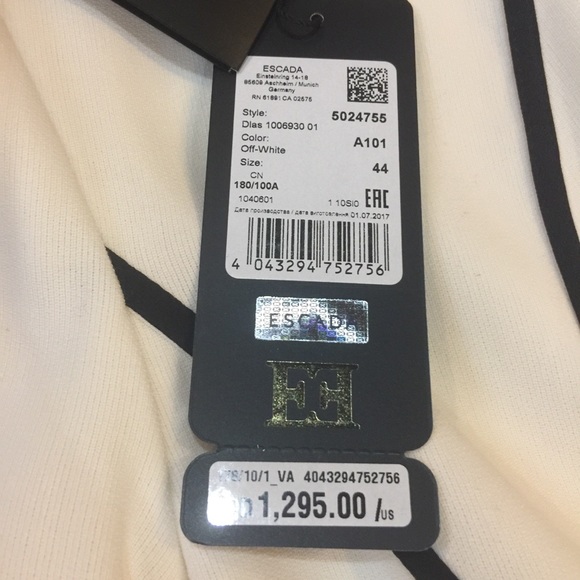 ESCADA
Einsteinring 14-18
85609 Aschheim / Munich
Germany
RN 61891 CA 02575
Style: 5024755
Dias 1006930 01
Color: A101
Off-White
Size: 44
CN
180/100A
1040601 1 10SI0 EAC
Дата производства / дата виготовлення 01.07.2017
4 043294 752756
ESCADA
/10/1_VA 4043294752756
1,295.00 /US